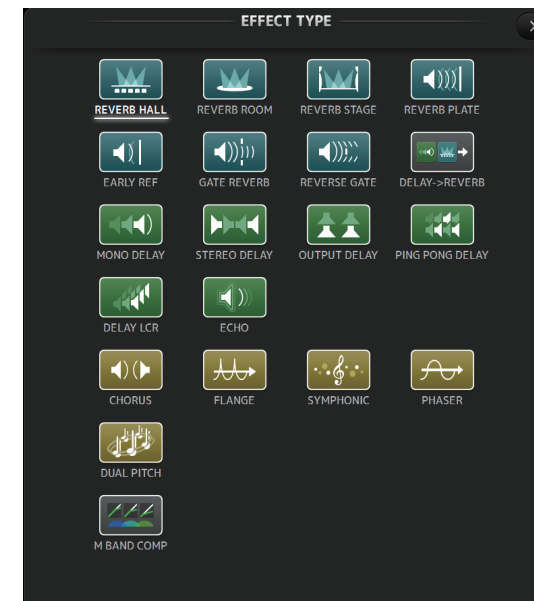 EFFECT TYPE
REVERB HALL
REVERB ROOM
REVERB STAGE
REVERB PLATE
EARLY REF
GATE REVERB
REVERSE GATE
DELAY->REVERB
MONO DELAY
STEREO DELAY
OUTPUT DELAY
PING PONG DELAY
DELAY LCR
ECHO
CHORUS
FLANGE
SYMPHONIC
PHASER
DUAL PITCH
M BAND COMP